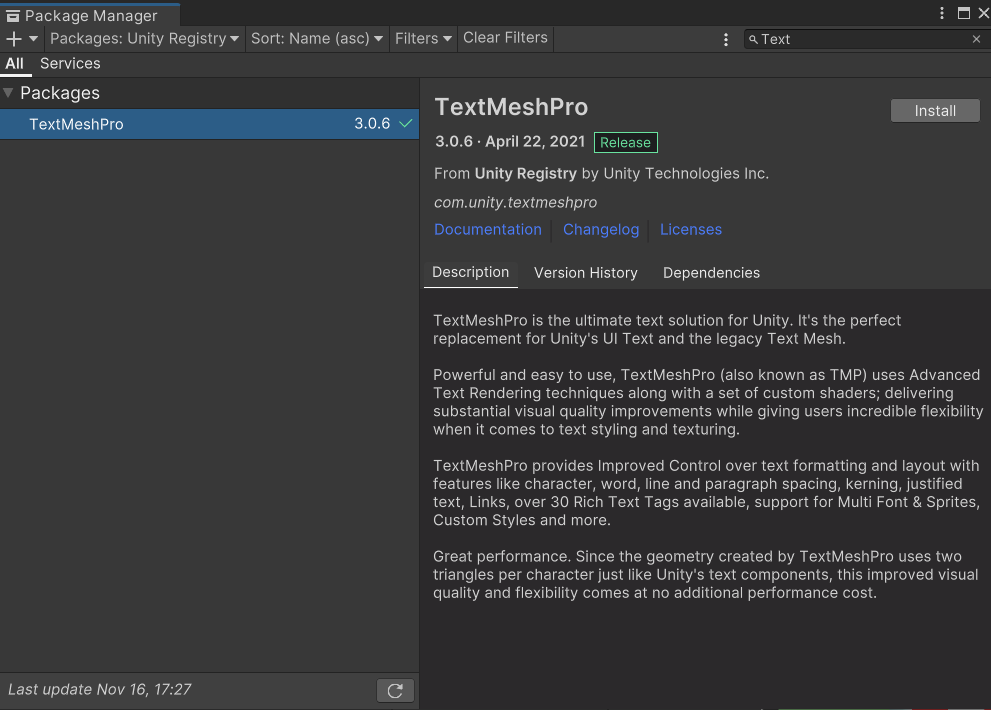 Package Manager
Packages: Unity Registry Sort: Name (asc) Filters Clear Filters Text
All Services
Packages
TextMeshPro 3.0.6
TextMeshPro
Install
3.0.6 · April 22, 2021 Release
From Unity Registry by Unity Technologies Inc.
com.unity.textmeshpro
Documentation Changelog Licenses
Description Version History Dependencies
TextMeshPro is the ultimate text solution for Unity. It's the perfect
replacement for Unity's UI Text and the legacy Text Mesh.
Powerful and easy to use, TextMeshPro (also known as TMP) uses Advanced
Text Rendering techniques along with a set of custom shaders; delivering
substantial visual quality improvements while giving users incredible flexibility
when it comes to text styling and texturing.
TextMeshPro provides Improved Control over text formatting and layout with
features like character, word, line and paragraph spacing, kerning, justified
text, Links, over 30 Rich Text Tags available, support for Multi Font & Sprites,
Custom Styles and more.
Great performance. Since the geometry created by TextMeshPro uses two
triangles per character just like Unity's text components, this improved visual
quality and flexibility comes at no additional performance cost.
Last update Nov 16, 17:27